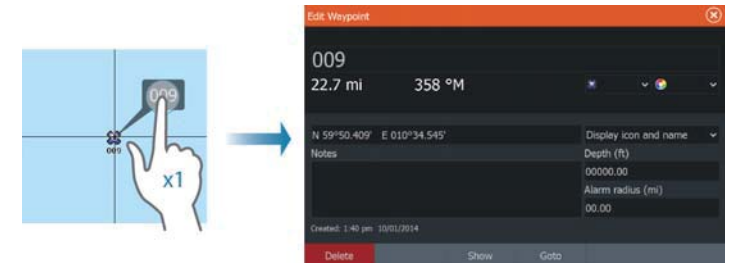 009
009
x1
Edit Waypoint
009
22.7 mi 358 °M
N 59°50.409' E 010°34.545' Display icon and name
Notes Depth (ft)
00000.00
Alarm radius (mi)
00.00
Created: 1:40 pm 10/01/2014
Delete Show Goto